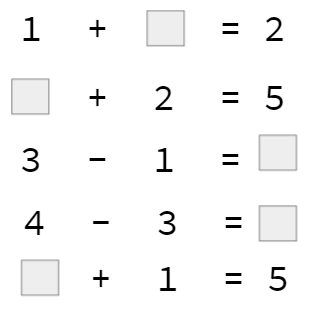 1 + □ = 2
□ + 2 = 5
3 − 1 = □
4 − 3 = □
□ + 1 = 5